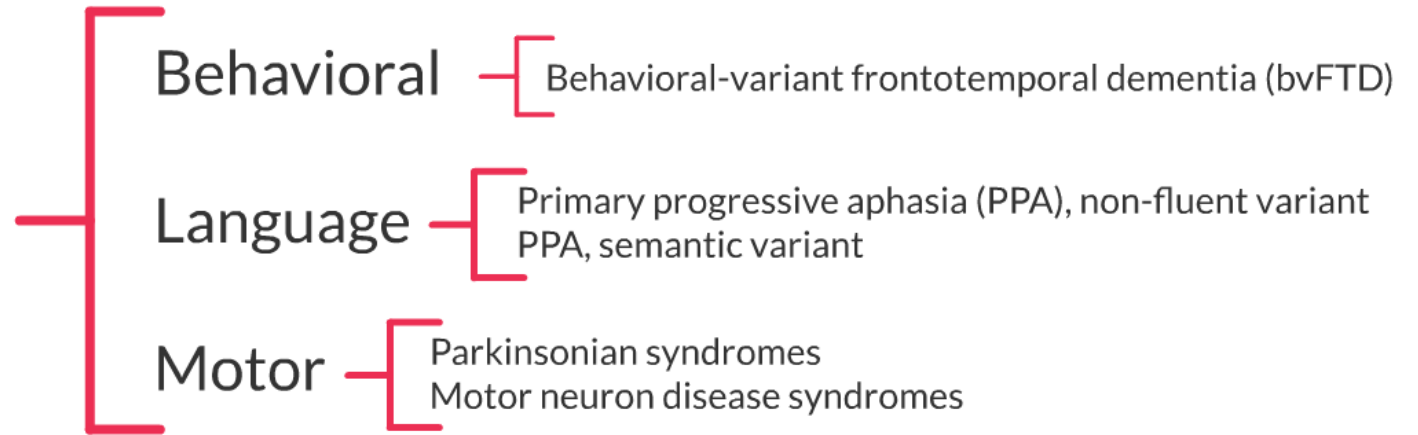 Behavioral
Behavioral-variant frontotemporal dementia (bvFTD)
Language
Primary progressive aphasia (PPA), non-fluent variant
PPA, semantic variant
Motor
Parkinsonian syndromes
Motor neuron disease syndromes